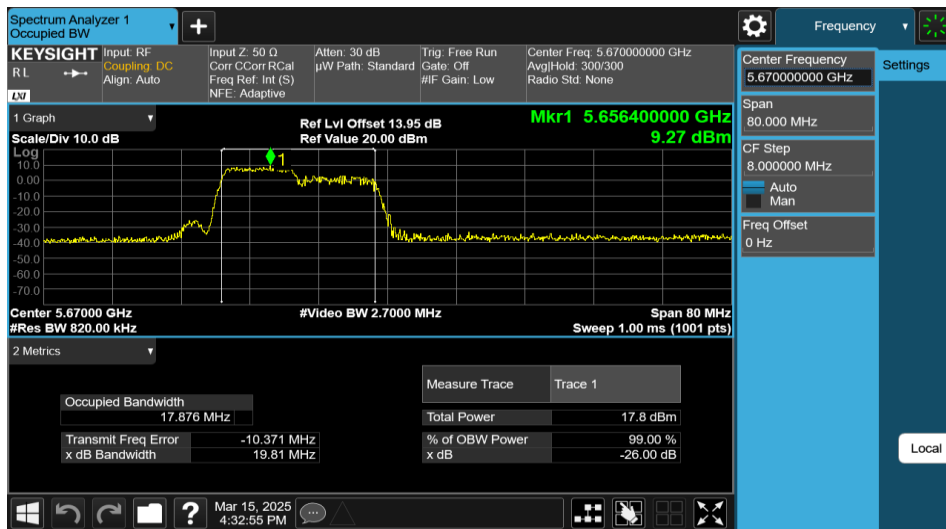 Spectrum Analyzer 1
Occupied BW
Frequency
KEYSIGHT
R L
LXI
Input: RF
Coupling: DC
Align: Auto
Input Z: 50 Ω
Corr CCorr RCal
Freq Ref: Int (S)
NFE: Adaptive
Atten: 30 dB
µW Path: Standard
Trig: Free Run
Gate: Off
#IF Gain: Low
Center Freq: 5.670000000 GHz
Avg|Hold: 300/300
Radio Std: None
Center Frequency
5.670000000 GHz
Settings
Span
80.000 MHz
CF Step
8.000000 MHz
Auto
Man
Freq Offset
0 Hz
Local
1 Graph
Scale/Div 10.0 dB
Ref Lvl Offset 13.95 dB
Ref Value 20.00 dBm
Mkr1 5.656400000 GHz
9.27 dBm
Log
10.0
0.00
-10.0
-20.0
-30.0
-40.0
-50.0
-60.0
-70.0
1
Center 5.67000 GHz
#Res BW 820.00 kHz
#Video BW 2.7000 MHz
Span 80 MHz
Sweep 1.00 ms (1001 pts)
2 Metrics
Occupied Bandwidth
17.876 MHz
Transmit Freq Error -10.371 MHz
x dB Bandwidth 19.81 MHz
Measure Trace Trace 1
Total Power 17.8 dBm
% of OBW Power 99.00 %
x dB -26.00 dB
Mar 15, 2025
4:32:55 PM